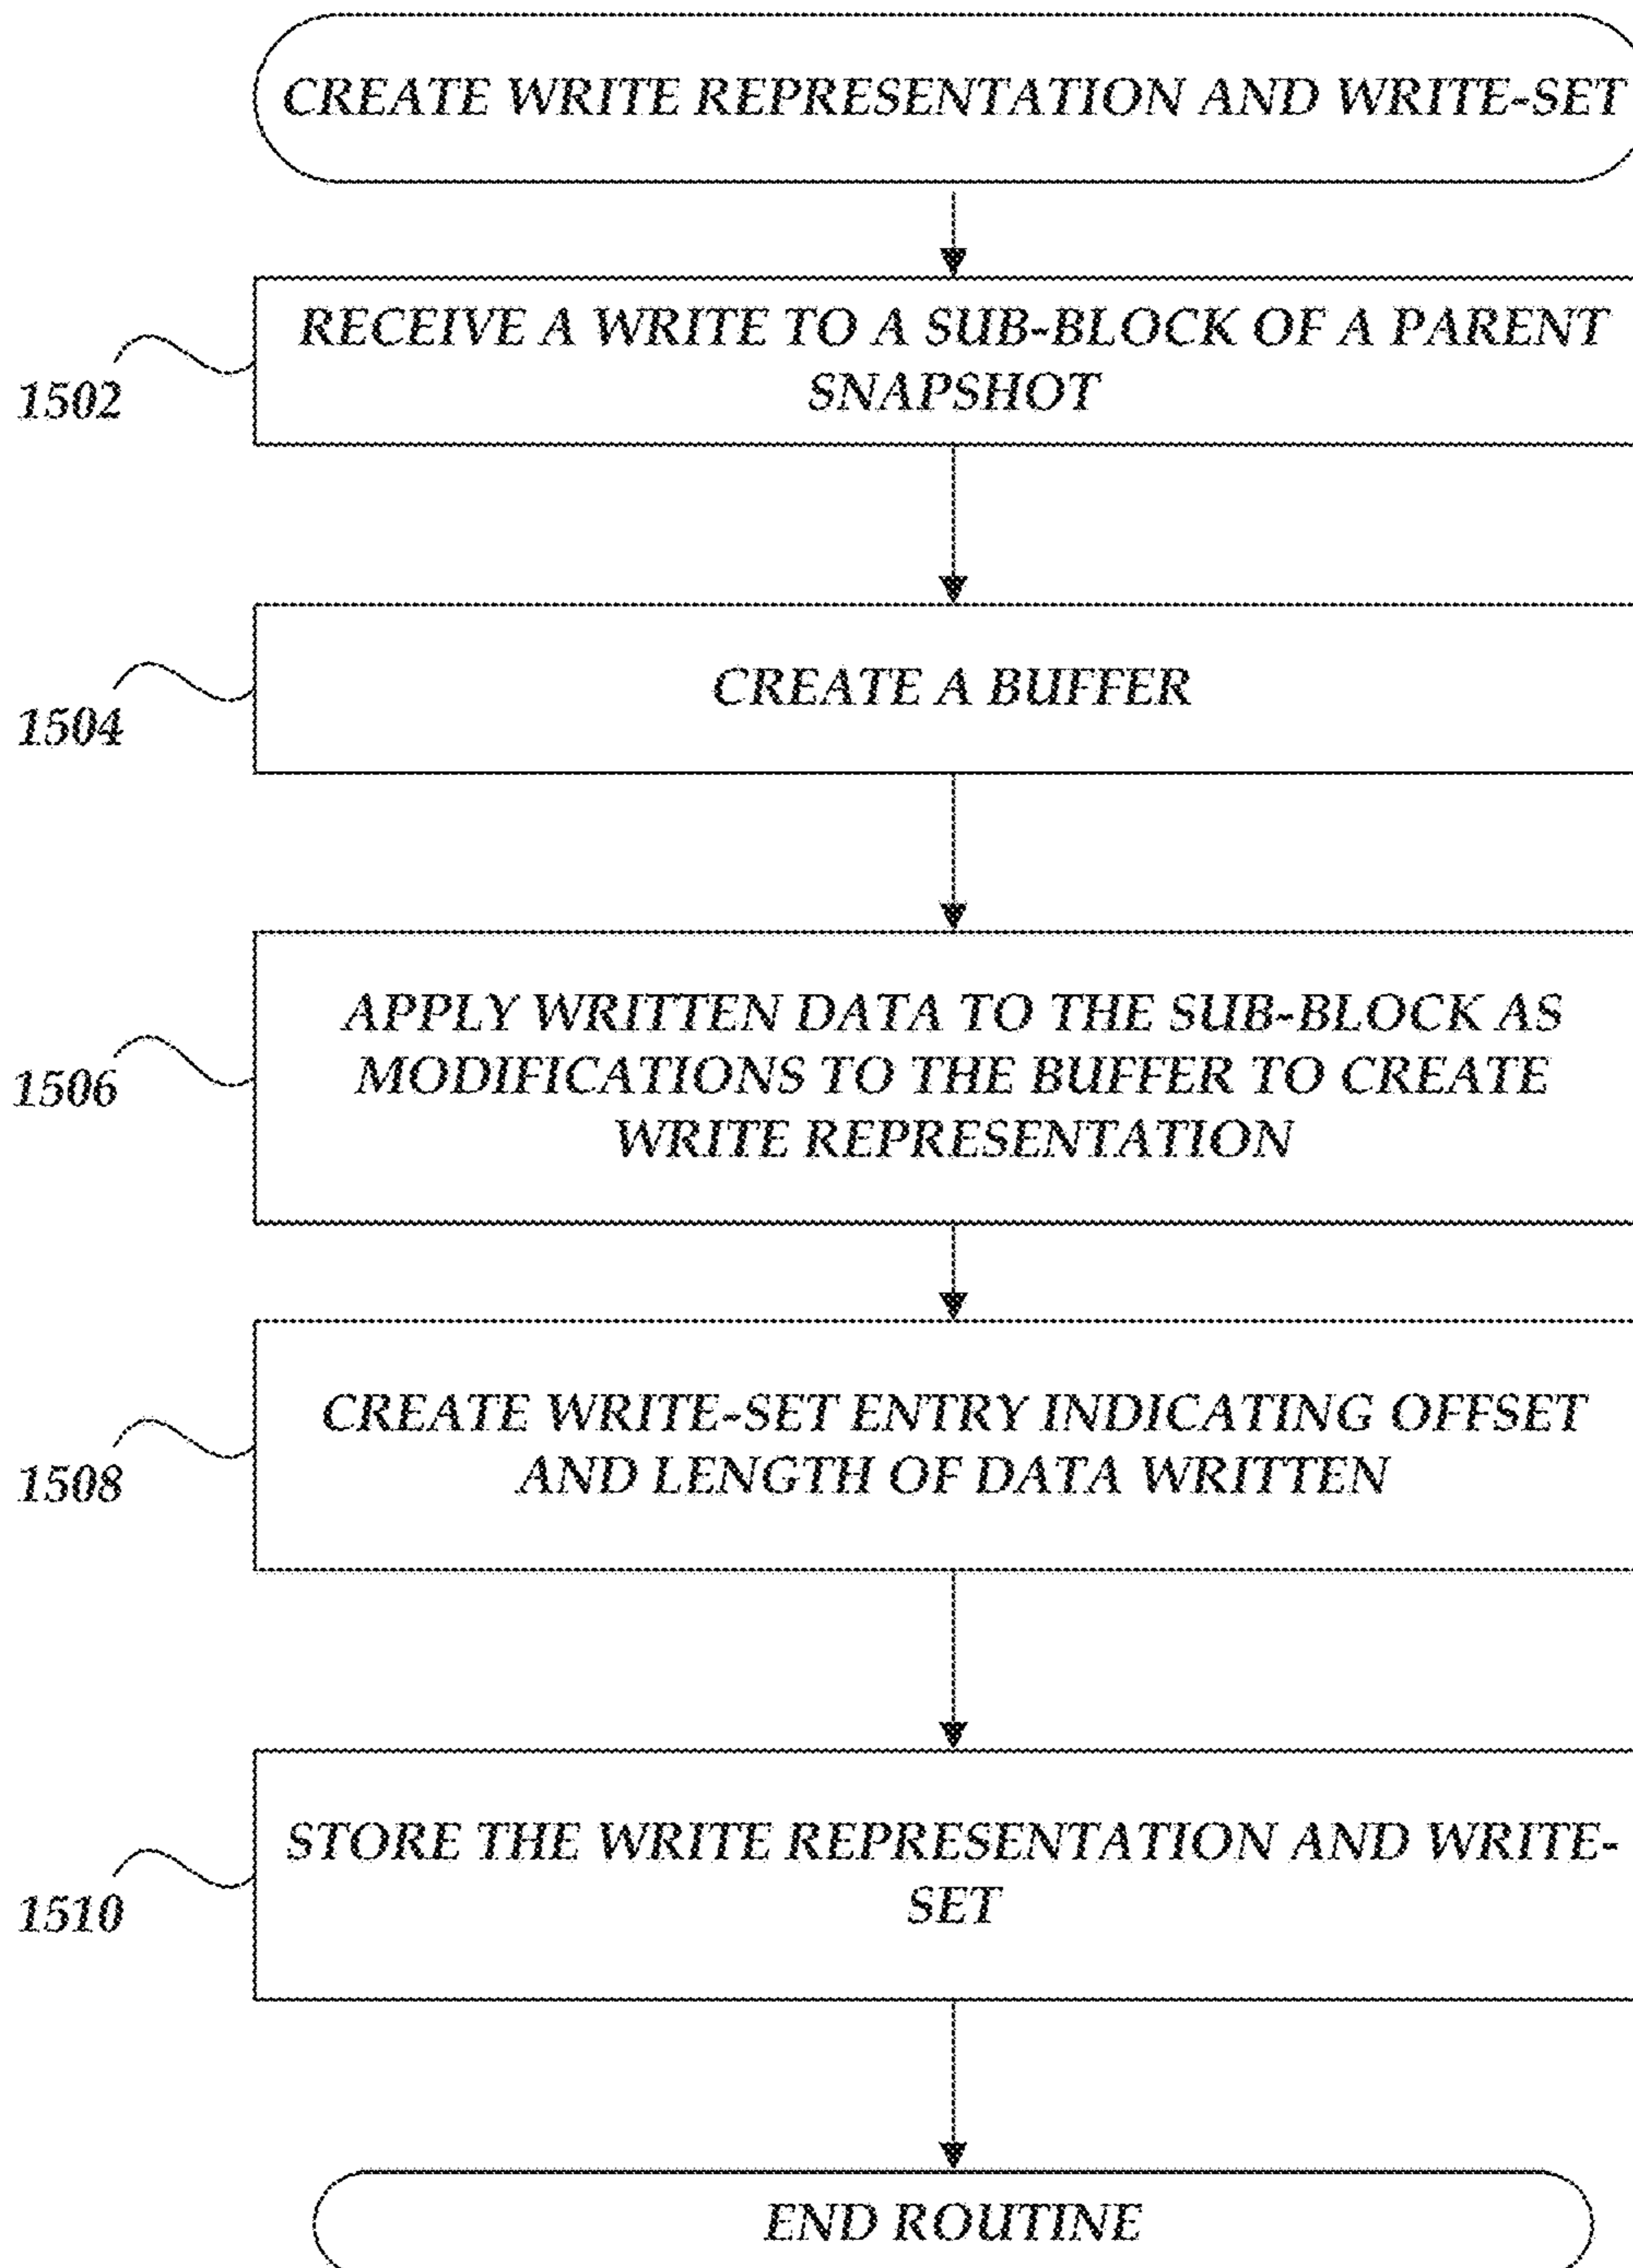 CREATE WRITE REPRESENTATION AND WRITE-SET
RECEIVE A WRITE TO A SUB-BLOCK OF A PARENT
SNAPSHOT
1502
CREATE A BUFFER
1504
APPLY WRITTEN DATA TO THE SUB-BLOCK AS
MODIFICATIONS TO THE BUFFER TO CREATE
WRITE REPRESENTATION
1506
CREATE WRITE-SET ENTRY INDICATING OFFSET
AND LENGTH OF DATA WRITTEN
1508
STORE THE WRITE REPRESENTATION AND WRITE-
SET
1510
END ROUTINE